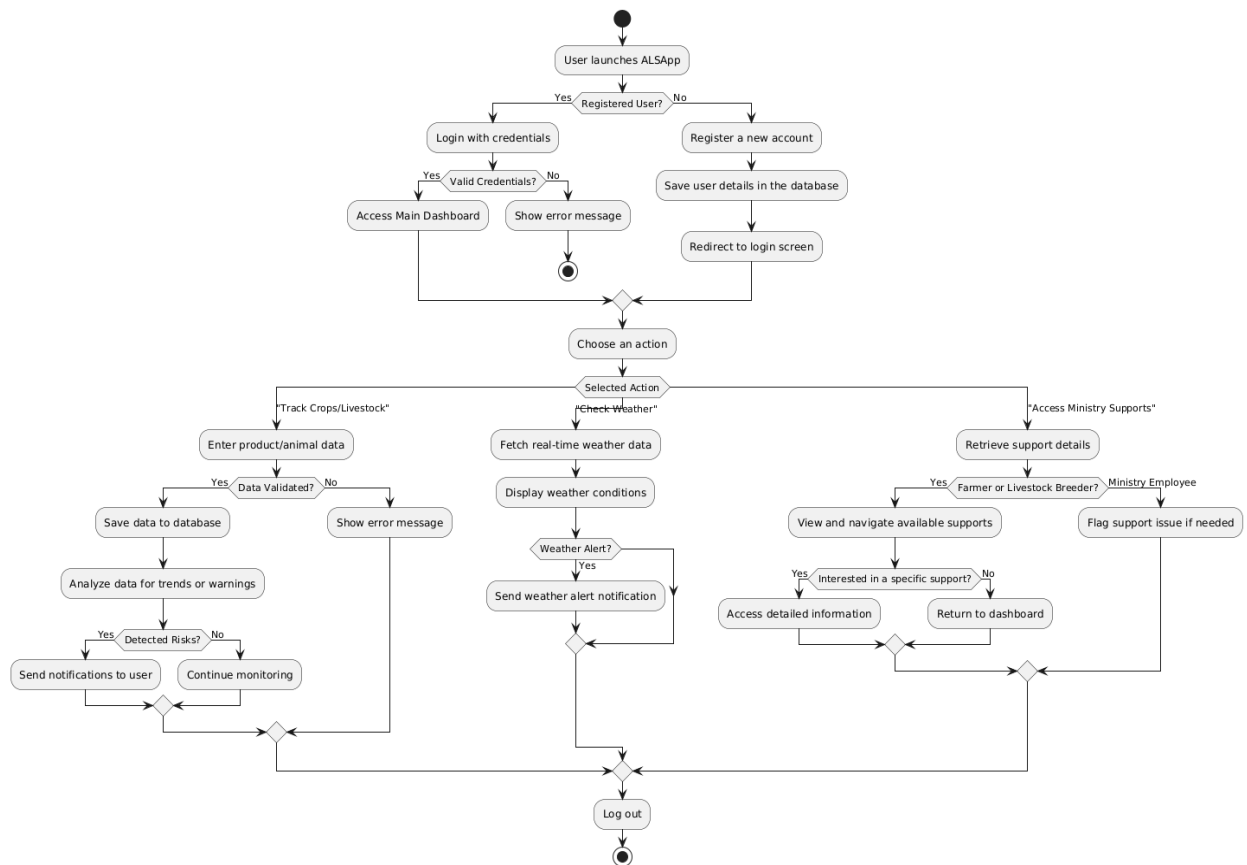 User launches ALSApp
Yes
Registered User?
No
Login with credentials
Register a new account
Yes
Valid Credentials?
No
Save user details in the database
Access Main Dashboard
Show error message
Redirect to login screen
Choose an action
Selected Action
"Track Crops/Livestock"
"Check Weather"
"Access Ministry Supports"
Enter product/animal data
Fetch real-time weather data
Retrieve support details
Yes
Data Validated?
No
Yes
Farmer or Livestock Breeder?
Ministry Employee
Display weather conditions
Save data to database
Show error message
View and navigate available supports
Flag support issue if needed
Weather Alert?
Yes
Analyze data for trends or warnings
Yes
Interested in a specific support?
No
Send weather alert notification
Access detailed information
Return to dashboard
Yes
Detected Risks?
No
Send notifications to user
Continue monitoring
Log out